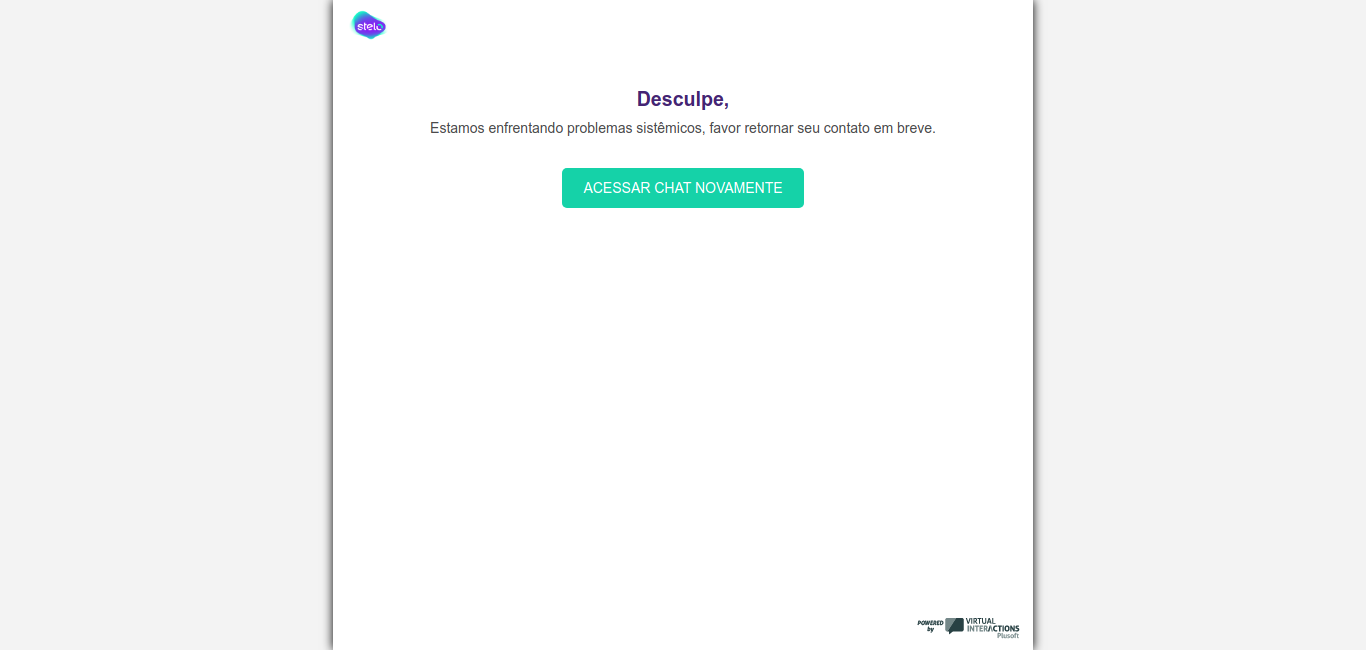 stelo
Desculpe,
Estamos enfrentando problemas sistêmicos, favor retornar seu contato em breve.
ACESSAR CHAT NOVAMENTE
POWERED by
VIRTUAL
INTERACTIONS
Plusoft